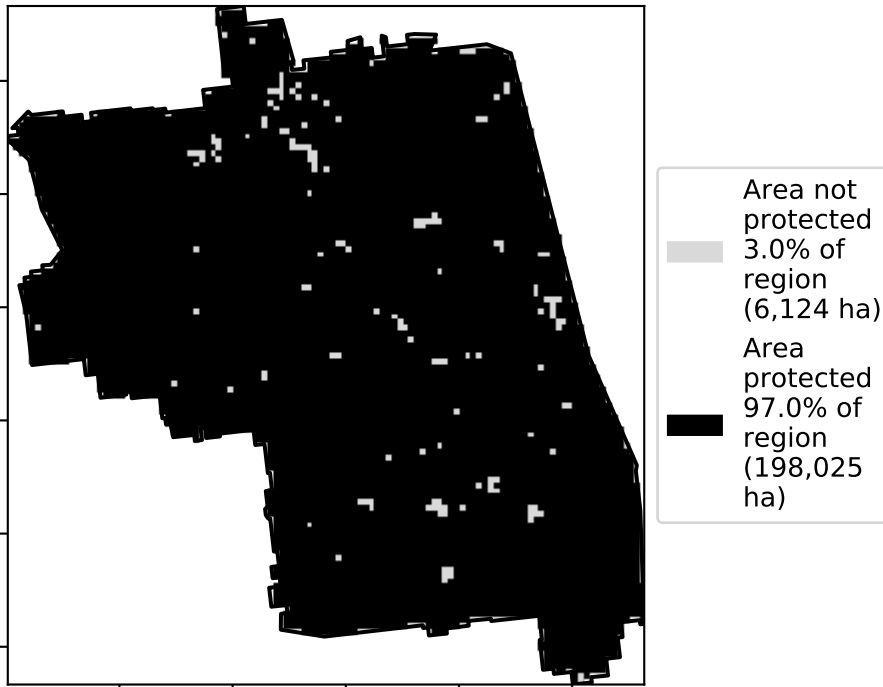 Area not
protected
3.0% of
region
(6,124 ha)
Area
protected
97.0% of
region
(198,025
ha)